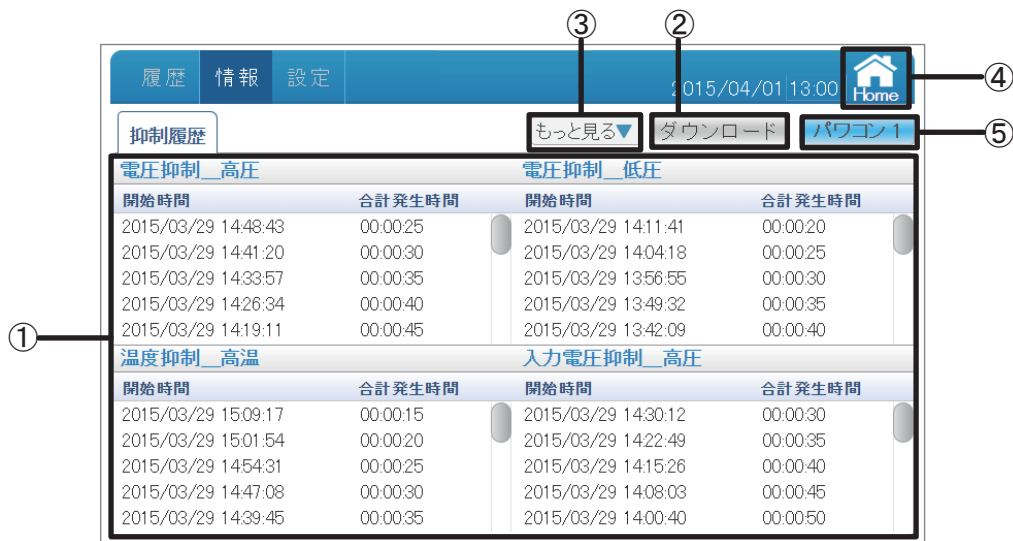 ③ ②
履歴 情報 設定 2015/04/01 13:00 Home ④
抑制履歴 もっと見る▼ ダウンロード パワコン 1 ⑤
電圧抑制__高圧 電圧抑制__低圧
開始時間 合計発生時間 開始時間 合計発生時間
2015/03/29 14:48:43 00:00:25 2015/03/29 14:11:41 00:00:20
2015/03/29 14:41:20 00:00:30 2015/03/29 14:04:18 00:00:25
2015/03/29 14:33:57 00:00:35 2015/03/29 13:56:55 00:00:30
2015/03/29 14:26:34 00:00:40 2015/03/29 13:49:32 00:00:35
① 2015/03/29 14:19:11 00:00:45 2015/03/29 13:42:09 00:00:40
温度抑制__高温 入力電圧抑制__高圧
開始時間 合計発生時間 開始時間 合計発生時間
2015/03/29 15:09:17 00:00:15 2015/03/29 14:30:12 00:00:30
2015/03/29 15:01:54 00:00:20 2015/03/29 14:22:49 00:00:35
2015/03/29 14:54:31 00:00:25 2015/03/29 14:15:26 00:00:40
2015/03/29 14:47:08 00:00:30 2015/03/29 14:08:03 00:00:45
2015/03/29 14:39:45 00:00:35 2015/03/29 14:00:40 00:00:50